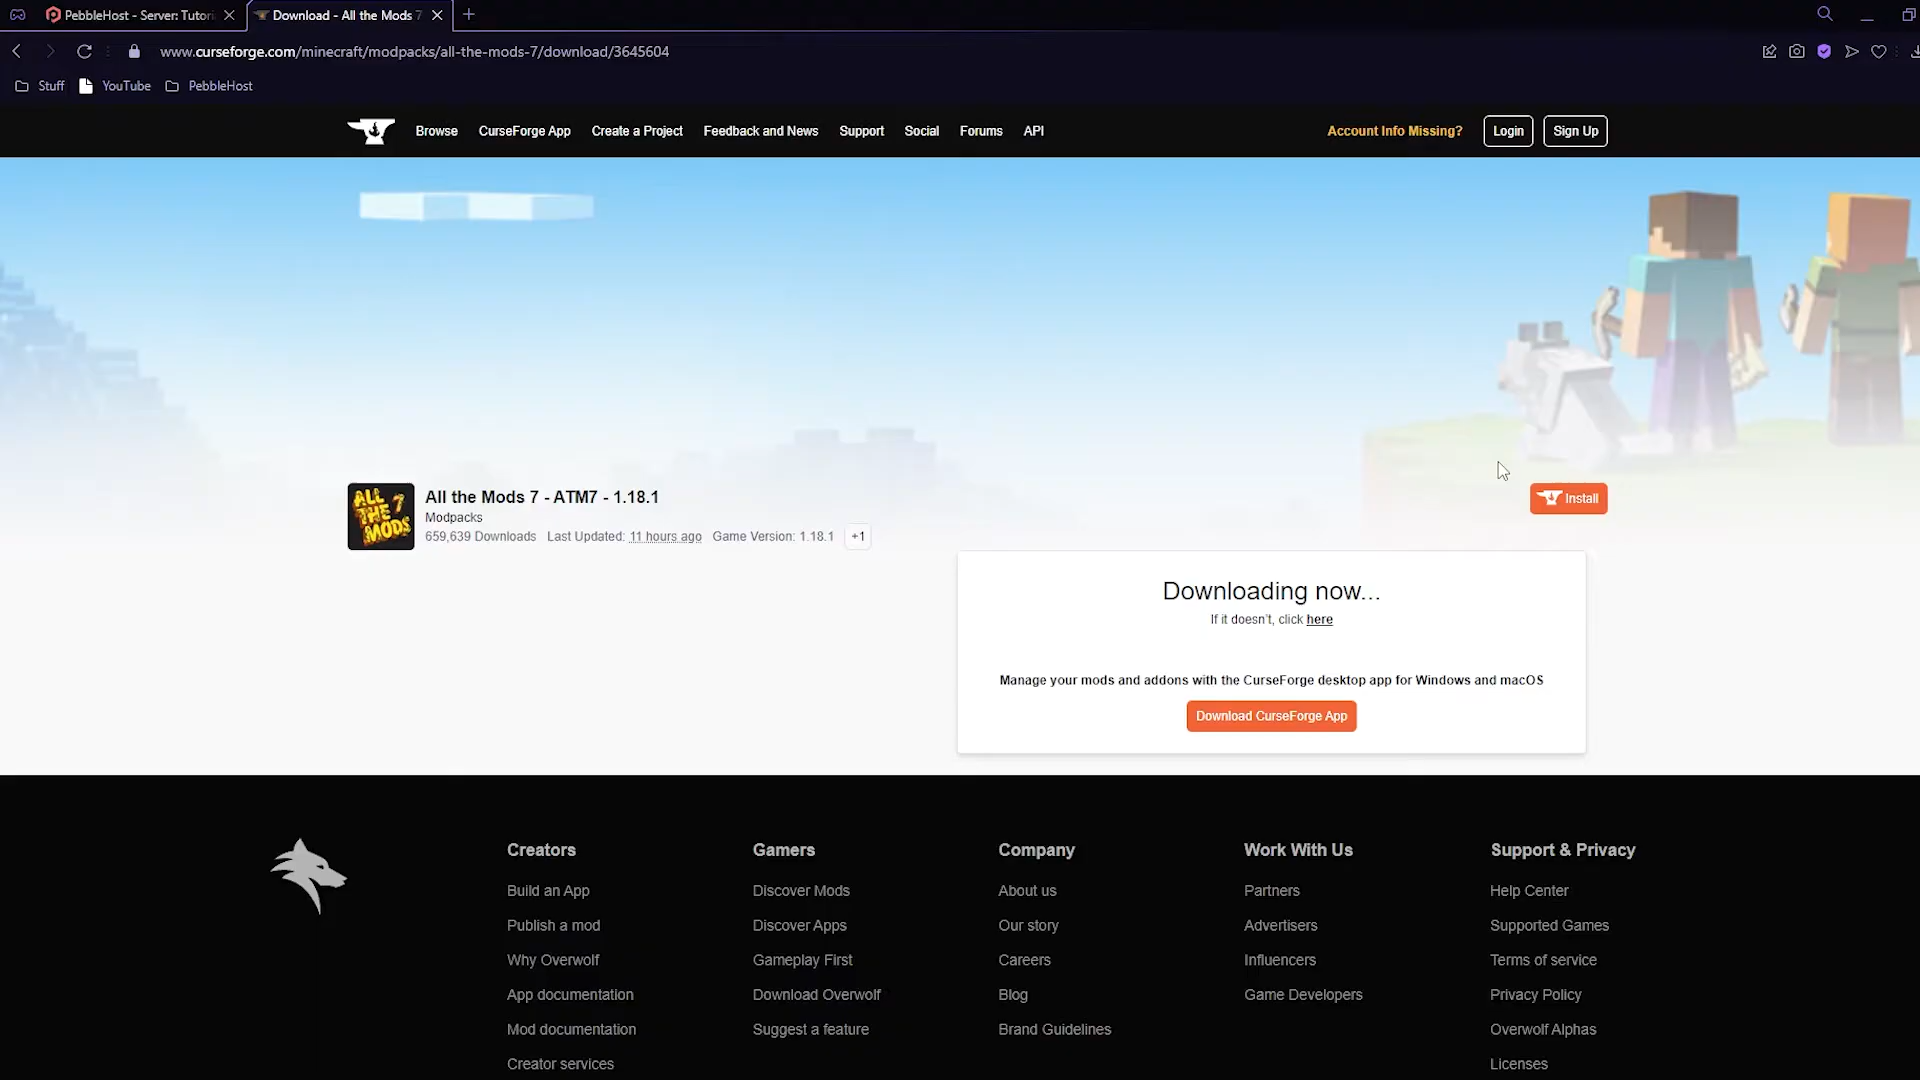 PebbleHost - Server: Tutori
Download - All the Mods 7
www.curseforge.com/minecraft/modpacks/all-the-mods-7/download/3645604
Stuff
YouTube
PebbleHost
Browse
CurseForge App
Create a Project
Feedback and News
Support
Social
Forums
API
Account Info Missing?
Login
Sign Up
ALL THE 7 MODS
All the Mods 7 - ATM7 - 1.18.1
Modpacks
659,639 Downloads Last Updated: 11 hours ago Game Version: 1.18.1 +1
Install
Downloading now...
If it doesn't, click here
Manage your mods and addons with the CurseForge desktop app for Windows and macOS
Download CurseForge App
Creators
Build an App
Publish a mod
Why Overwolf
App documentation
Mod documentation
Creator services
Gamers
Discover Mods
Discover Apps
Gameplay First
Download Overwolf
Suggest a feature
Company
About us
Our story
Careers
Blog
Brand Guidelines
Work With Us
Partners
Advertisers
Influencers
Game Developers
Support & Privacy
Help Center
Supported Games
Terms of service
Privacy Policy
Overwolf Alphas
Licenses